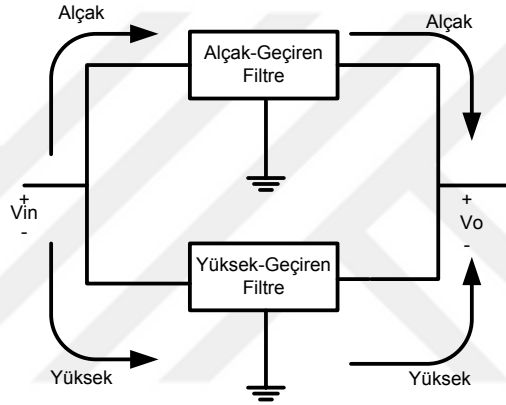 Alçak
Alçak
Alçak-Geçiren
Filtre
+
Vin
-
+
Vo
-
Yüksek-Geçiren
Filtre
Yüksek
Yüksek